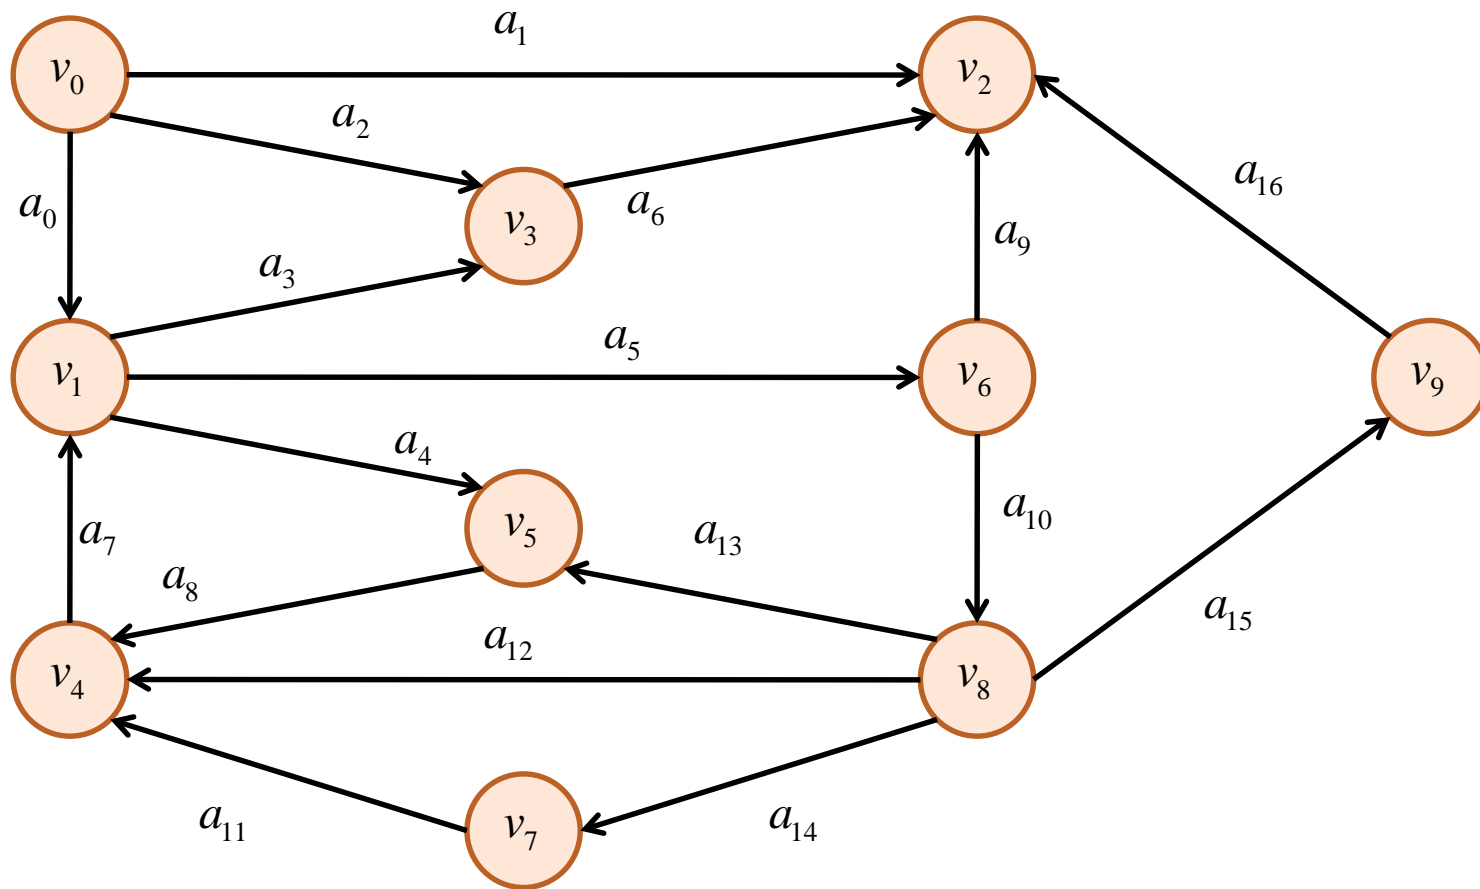 a₁
v₀
v₂
a₂
a₁₆
a₀
v₃
a₆
a₉
a₃
a₅
v₁
v₆
v₉
a₄
a₁₀
v₅
a₁₃
a₇
a₈
a₁₅
a₁₂
v₄
v₈
a₁₁
v₇
a₁₄